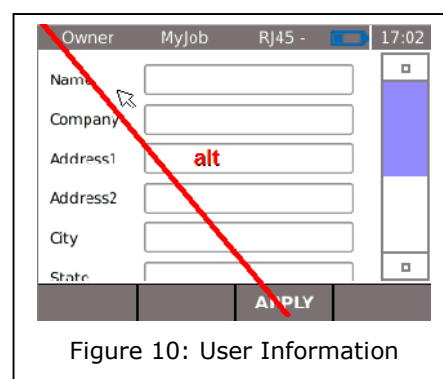 Owner MyJob RJ45 - 17:02
Name
Company
Address1
alt
Address2
City
State
APPLY
Figure 10: User Information